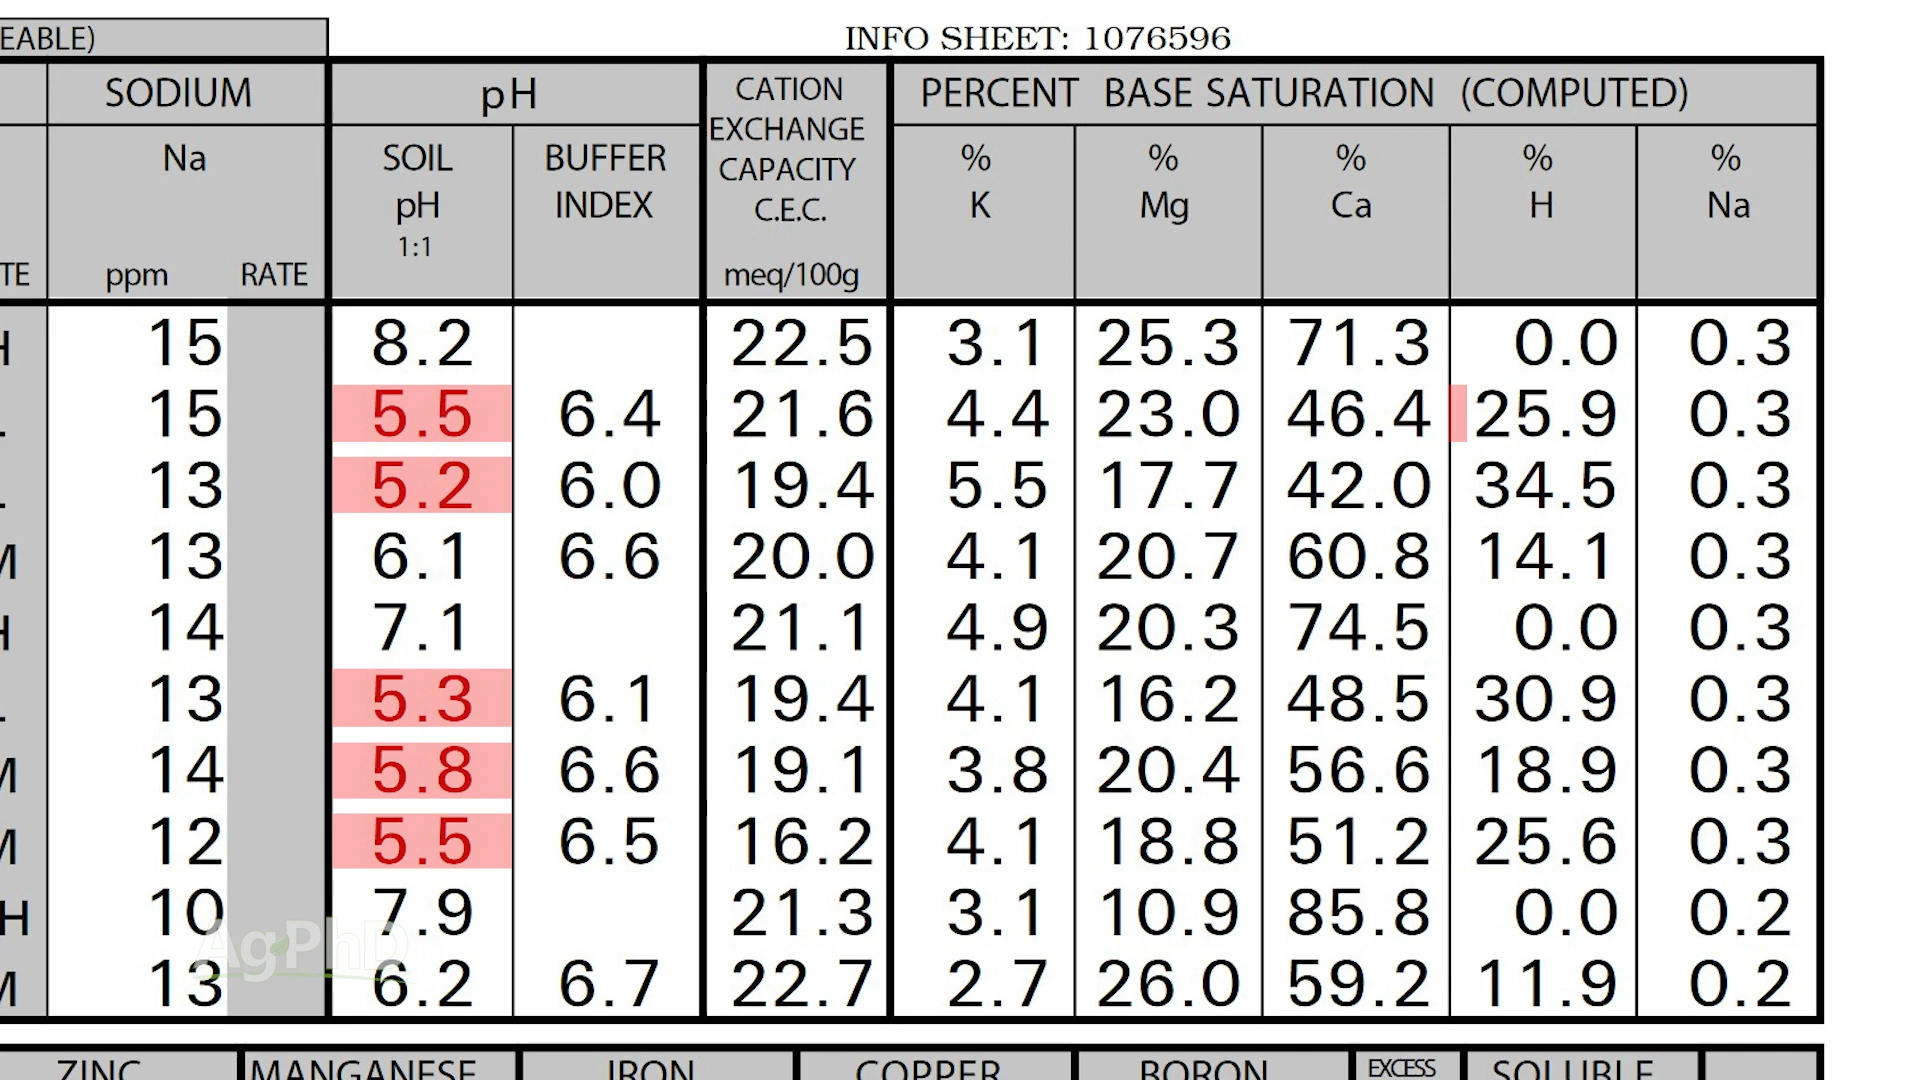 EABLE)
INFO SHEET: 1076596
SODIUM pH CATION EXCHANGE CAPACITY C.E.C. meq/100g PERCENT BASE SATURATION (COMPUTED)
Na SOIL pH 1:1 BUFFER INDEX % K % Mg % Ca % H % Na
TE ppm RATE
H 15 8.2 22.5 3.1 25.3 71.3 0.0 0.3
15 5.5 6.4 21.6 4.4 23.0 46.4 25.9 0.3
13 5.2 6.0 19.4 5.5 17.7 42.0 34.5 0.3
M 13 6.1 6.6 20.0 4.1 20.7 60.8 14.1 0.3
H 14 7.1 21.1 4.9 20.3 74.5 0.0 0.3
13 5.3 6.1 19.4 4.1 16.2 48.5 30.9 0.3
M 14 5.8 6.6 19.1 3.8 20.4 56.6 18.9 0.3
M 12 5.5 6.5 16.2 4.1 18.8 51.2 25.6 0.3
H 10 7.9 21.3 3.1 10.9 85.8 0.0 0.2
AgPhD
M 13 6.2 6.7 22.7 2.7 26.0 59.2 11.9 0.2
ZINC MANGANESE IRON COPPER BORON EXCESS SOLUBLE